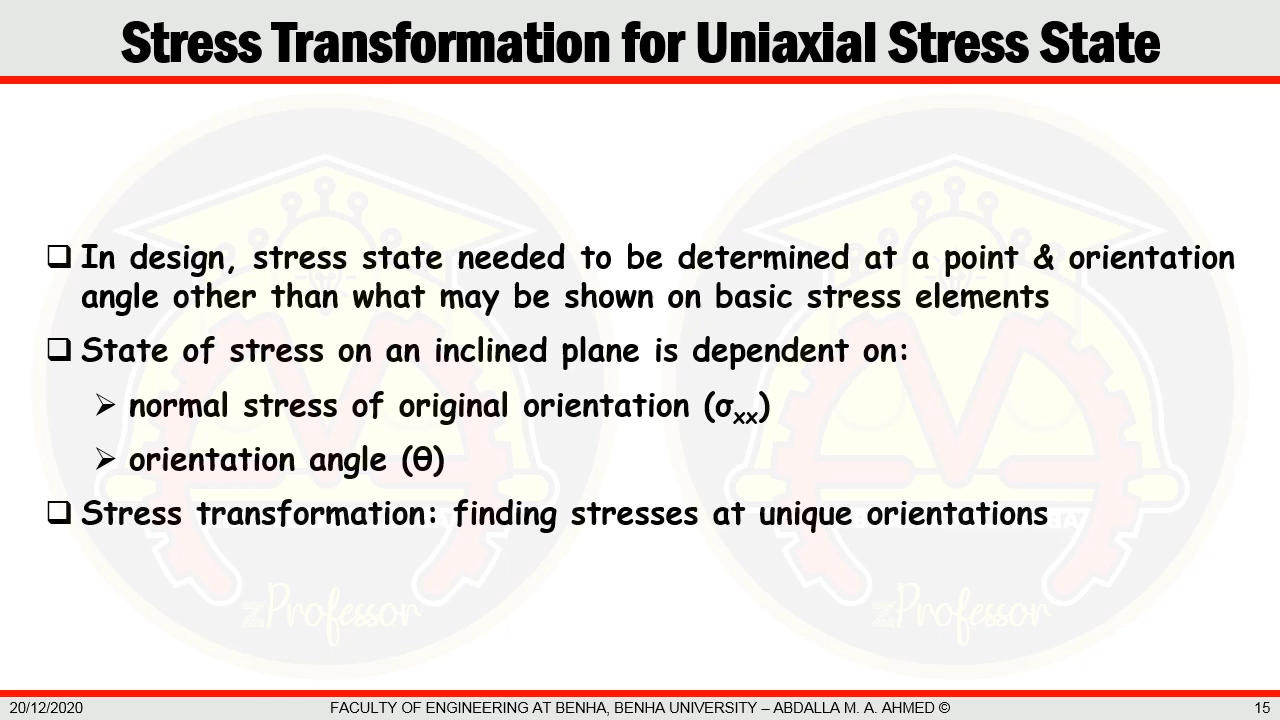 Stress Transformation for Uniaxial Stress State
In design, stress state needed to be determined at a point & orientation
angle other than what may be shown on basic stress elements
State of stress on an inclined plane is dependent on:
normal stress of original orientation (σxx)
orientation angle (θ)
Stress transformation: finding stresses at unique orientations
zProfessor zProfessor
20/12/2020 FACULTY OF ENGINEERING AT BENHA, BENHA UNIVERSITY – ABDALLA M. A. AHMED © 15